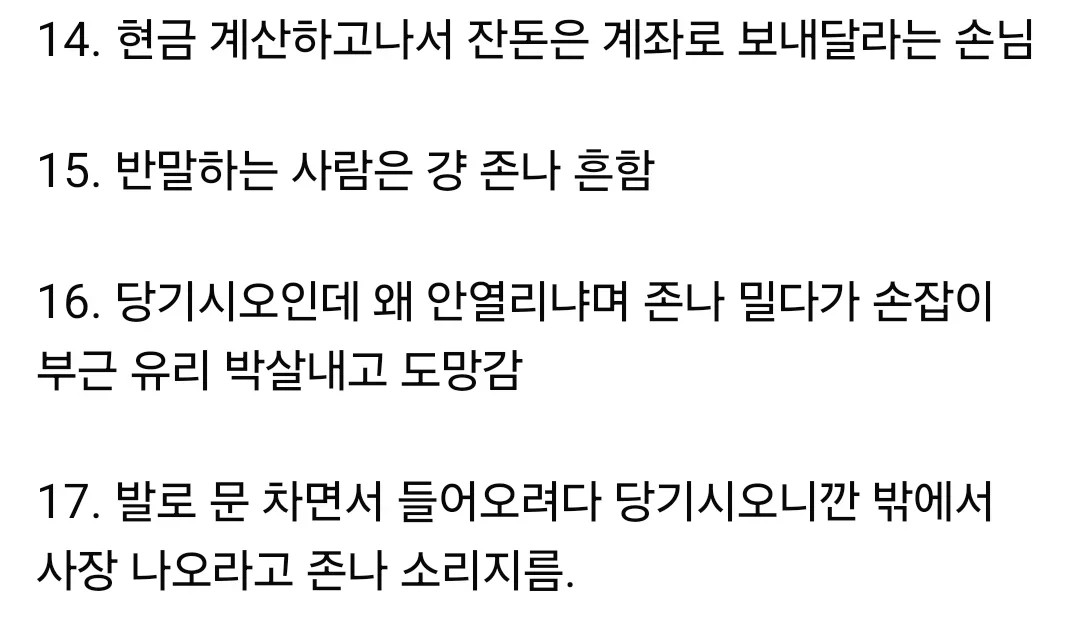 14. 현금 계산하고나서 잔돈은 계좌로 보내달라는 손님
15. 반말하는 사람은 걍 존나 흔함
16. 당기시오인데 왜 안열리냐며 존나 밀다가 손잡이
부근 유리 박살내고 도망감
17. 발로 문 차면서 들어오려다 당기시오니깐 밖에서
사장 나오라고 존나 소리지름.